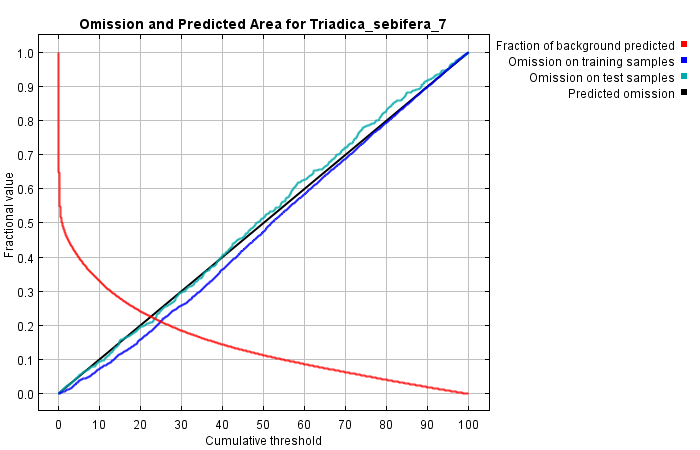 Omission and Predicted Area for Triadica_sebifera_7
Fraction of background predicted
Omission on training samples
Omission on test samples
Predicted omission
Fractional value
1.0
0.9
0.8
0.7
0.6
0.5
0.4
0.3
0.2
0.1
0.0
0 10 20 30 40 50 60 70 80 90 100
Cumulative threshold